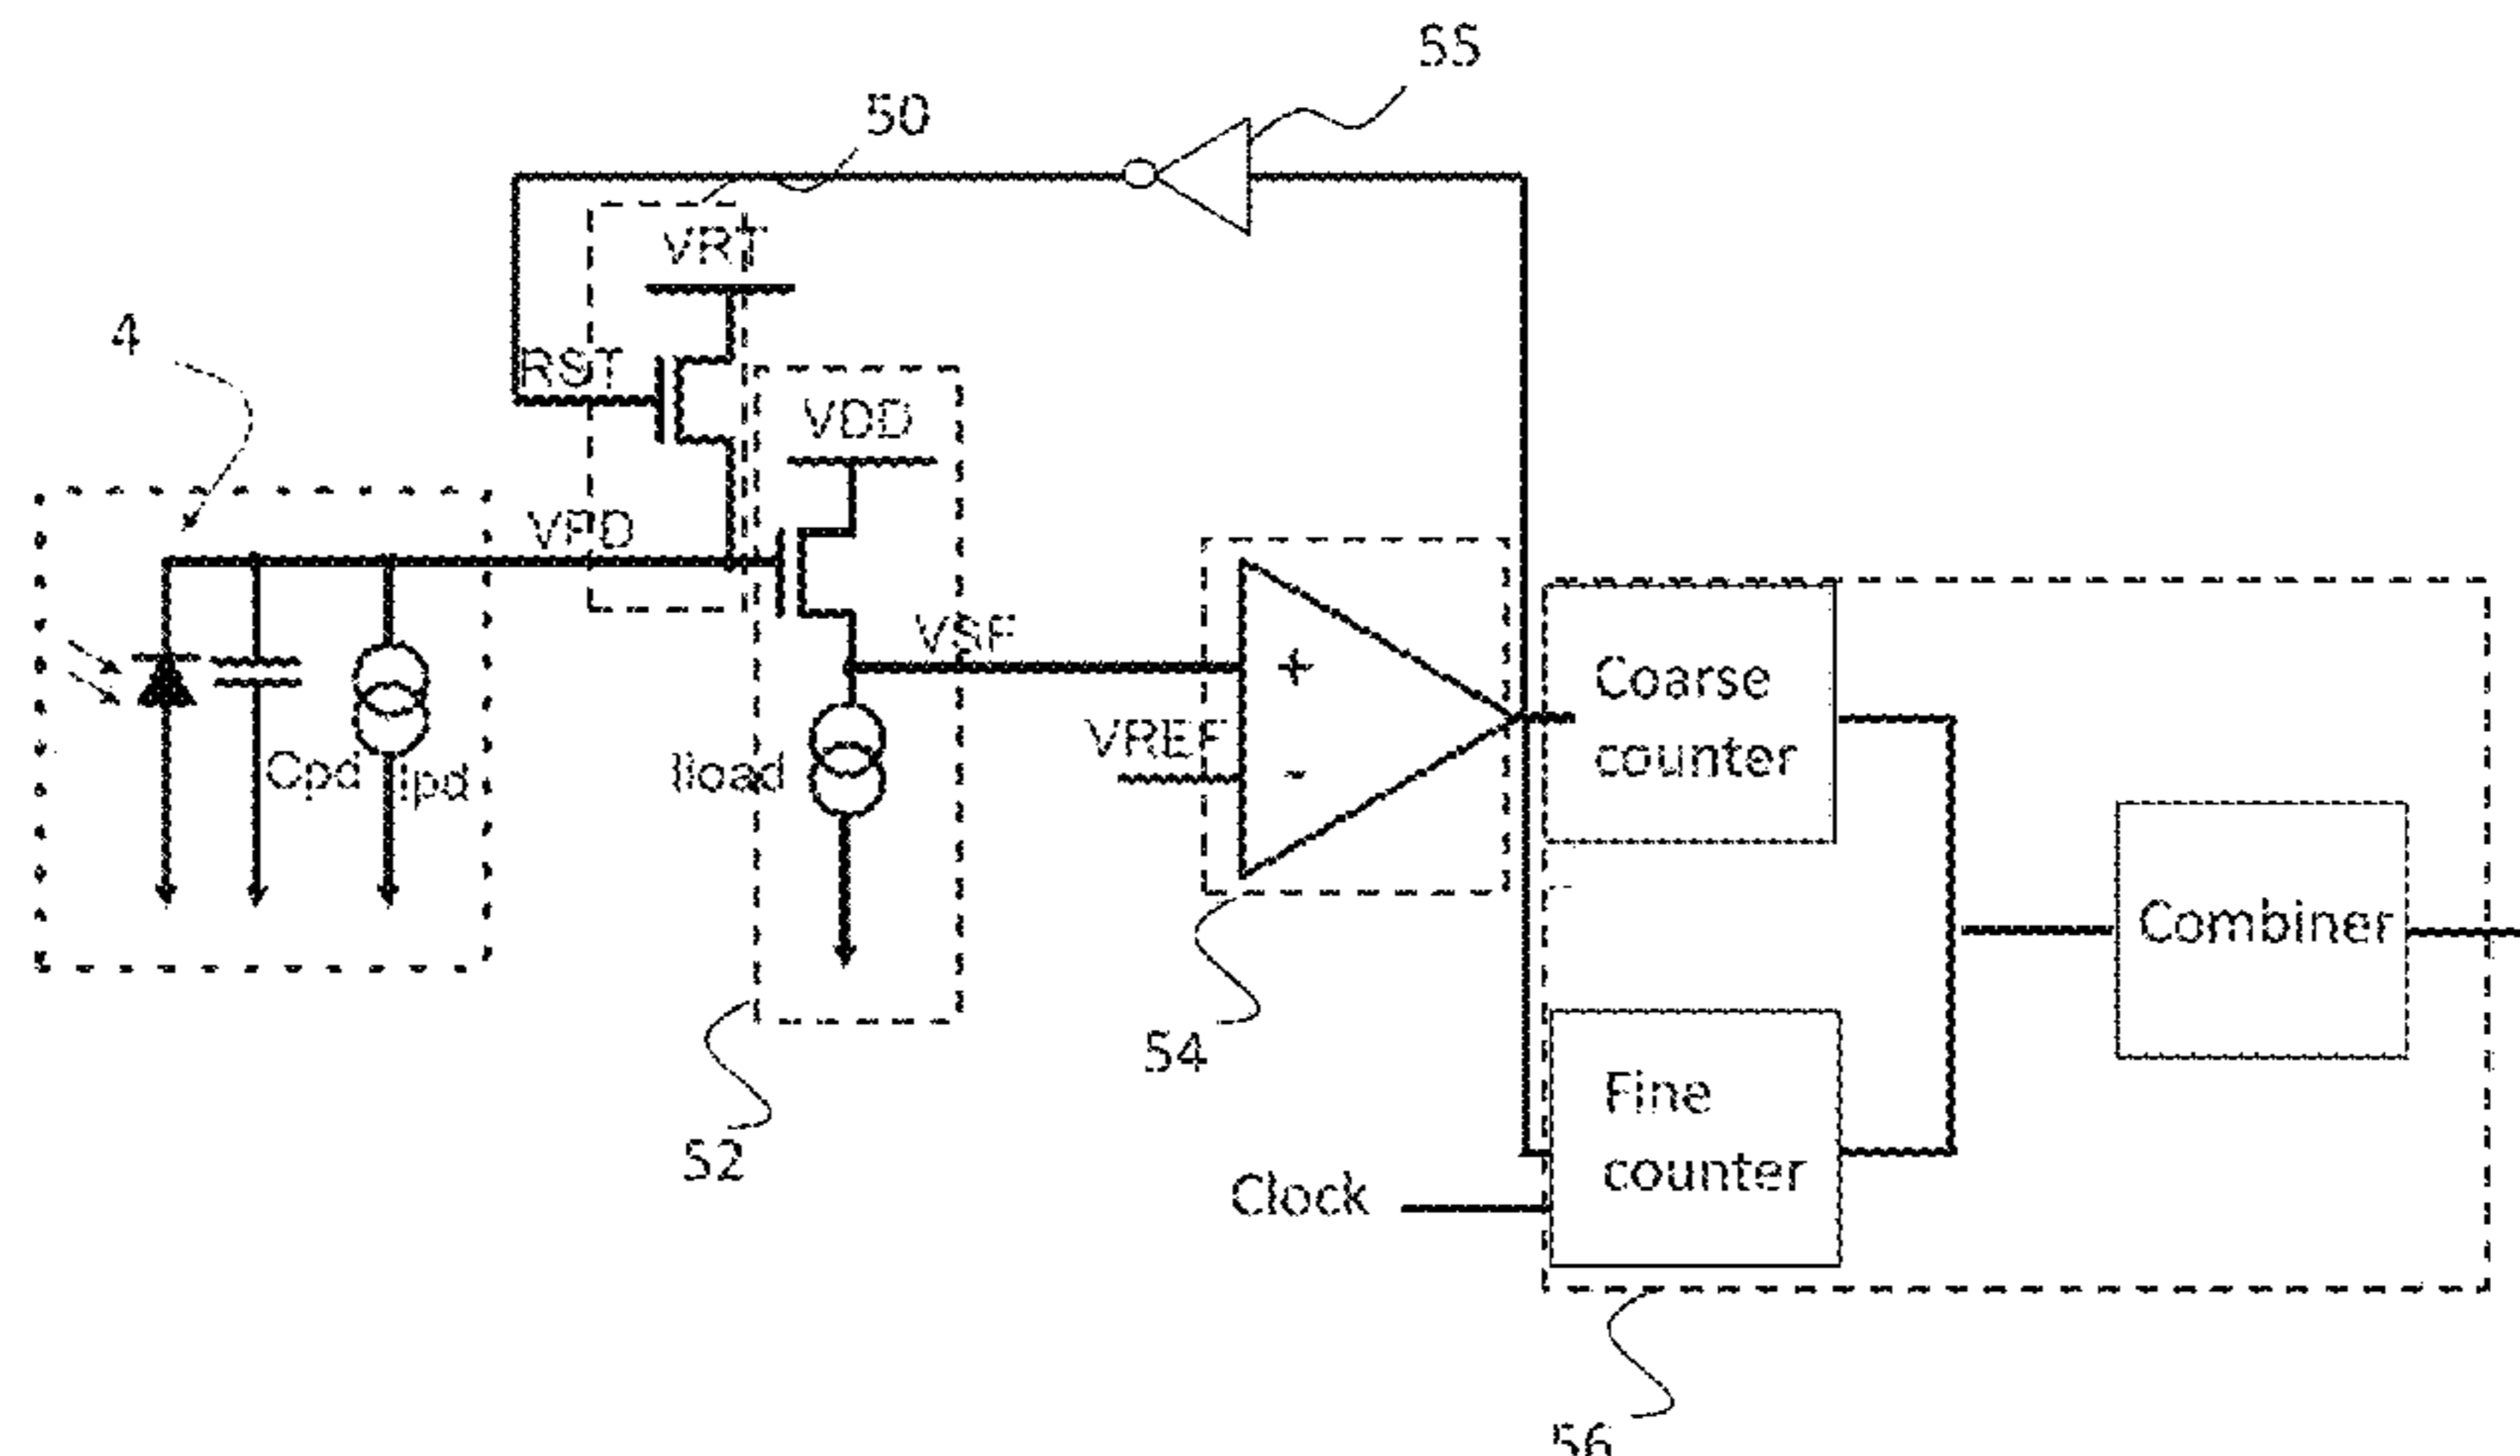 55
50
VRT
4
RST
VDD
VPD
VSF
Coarse
counter
VREF
+
-
Iload
Cpd
Ipd
Combiner
54
Fine
counter
52
Clock
56